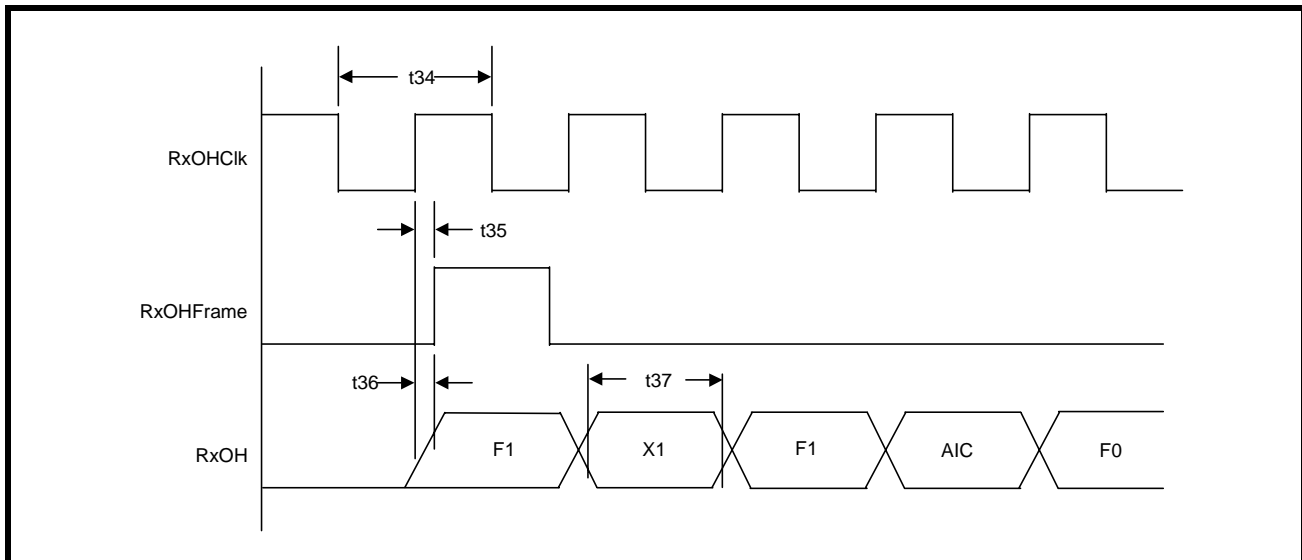 t34
RxOHClk
t35
RxOHFrame
t36
t37
RxOH
F1
X1
F1
AIC
F0